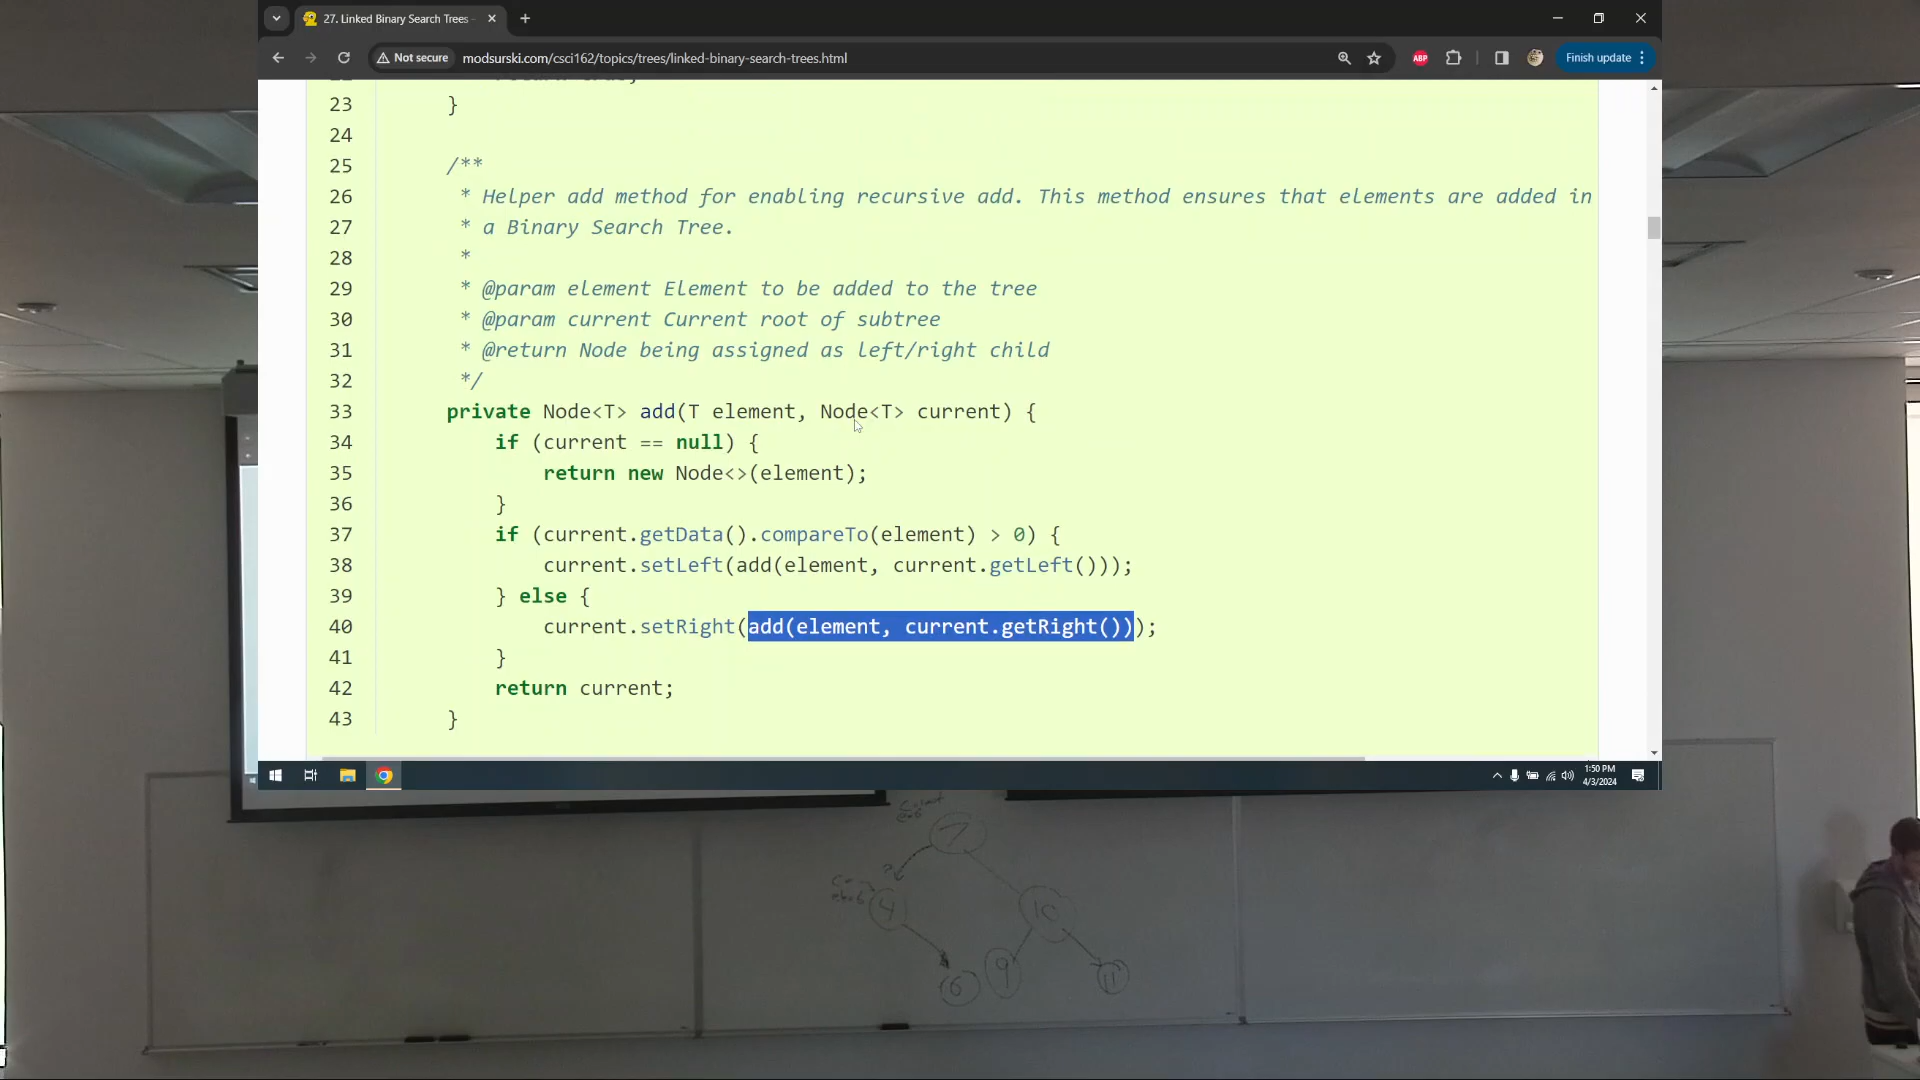 27. Linked Binary Search Trees -
Not secure
modsurski.com/csci162/topics/trees/linked-binary-search-trees.html
ABP
Finish update
23 }
24
25 /**
26 * Helper add method for enabling recursive add. This method ensures that elements are added in
27 * a Binary Search Tree.
28 *
29 * @param element Element to be added to the tree
30 * @param current Current root of subtree
31 * @return Node being assigned as left/right child
32 */
33 private Node<T> add(T element, Node<T> current) {
34 if (current == null) {
35 return new Node<>(element);
36 }
37 if (current.getData().compareTo(element) > 0) {
38 current.setLeft(add(element, current.getLeft()));
39 } else {
40 current.setRight(add(element, current.getRight()));
41 }
42 return current;
43 }
1:50 PM
4/3/2024
7
4 10
6 9 11